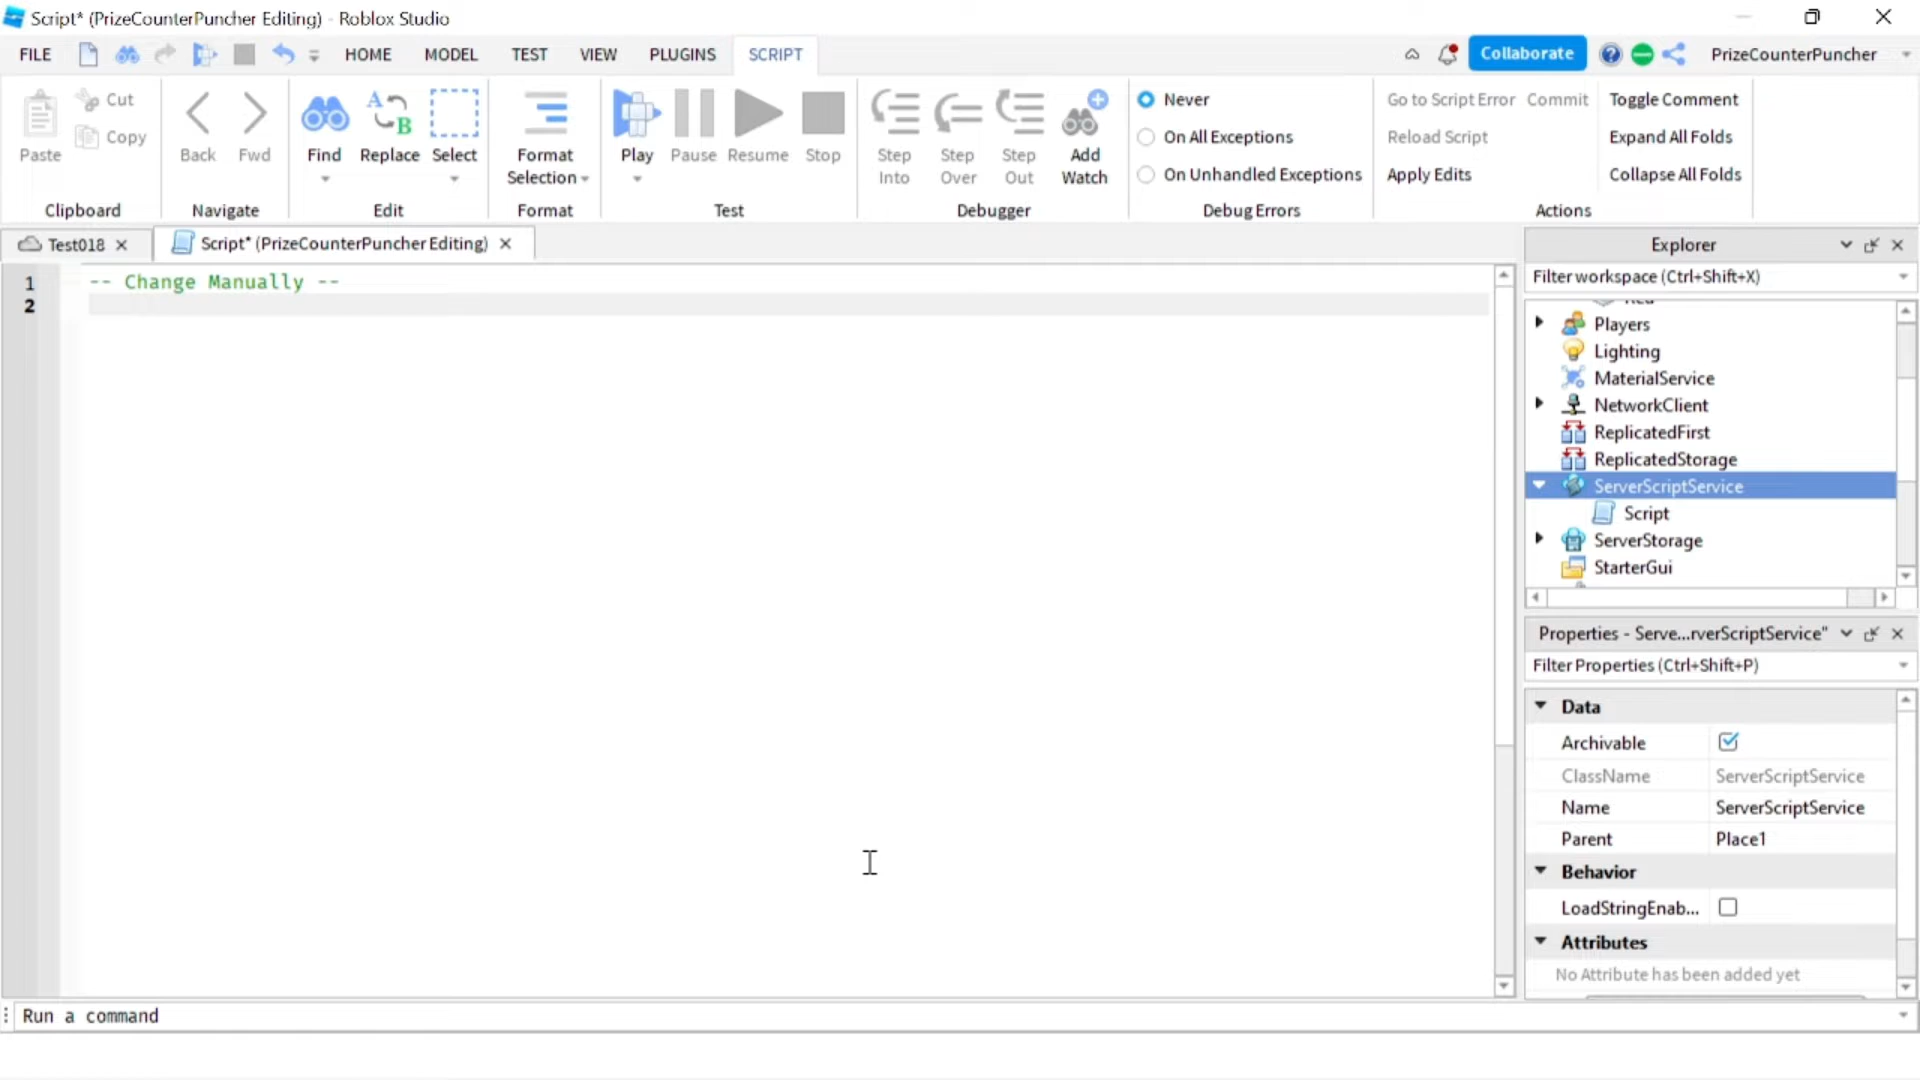 Script* (PrizeCounterPuncher Editing) - Roblox Studio
FILE HOME MODEL TEST VIEW PLUGINS SCRIPT Collaborate PrizeCounterPuncher
Paste Cut Copy
Clipboard
Back Fwd
Navigate
Find Replace Select
Edit
Format Selection
Format
Play Pause Resume Stop
Test
Step Into Step Over Step Out Add Watch
Debugger
Never
On All Exceptions
On Unhandled Exceptions
Debug Errors
Go to Script Error Commit Toggle Comment
Reload Script Expand All Folds
Apply Edits Collapse All Folds
Actions
Test018 Script* (PrizeCounterPuncher Editing)
1 -- Change Manually --
2
Explorer
Filter workspace (Ctrl+Shift+X)
Players
Lighting
MaterialService
NetworkClient
ReplicatedFirst
ReplicatedStorage
ServerScriptService
Script
ServerStorage
StarterGui
Properties - Serve...rverScriptService"
Filter Properties (Ctrl+Shift+P)
Data
Archivable
ClassName ServerScriptService
Name ServerScriptService
Parent Place1
Behavior
LoadStringEnab...
Attributes
No Attribute has been added yet
Run a command